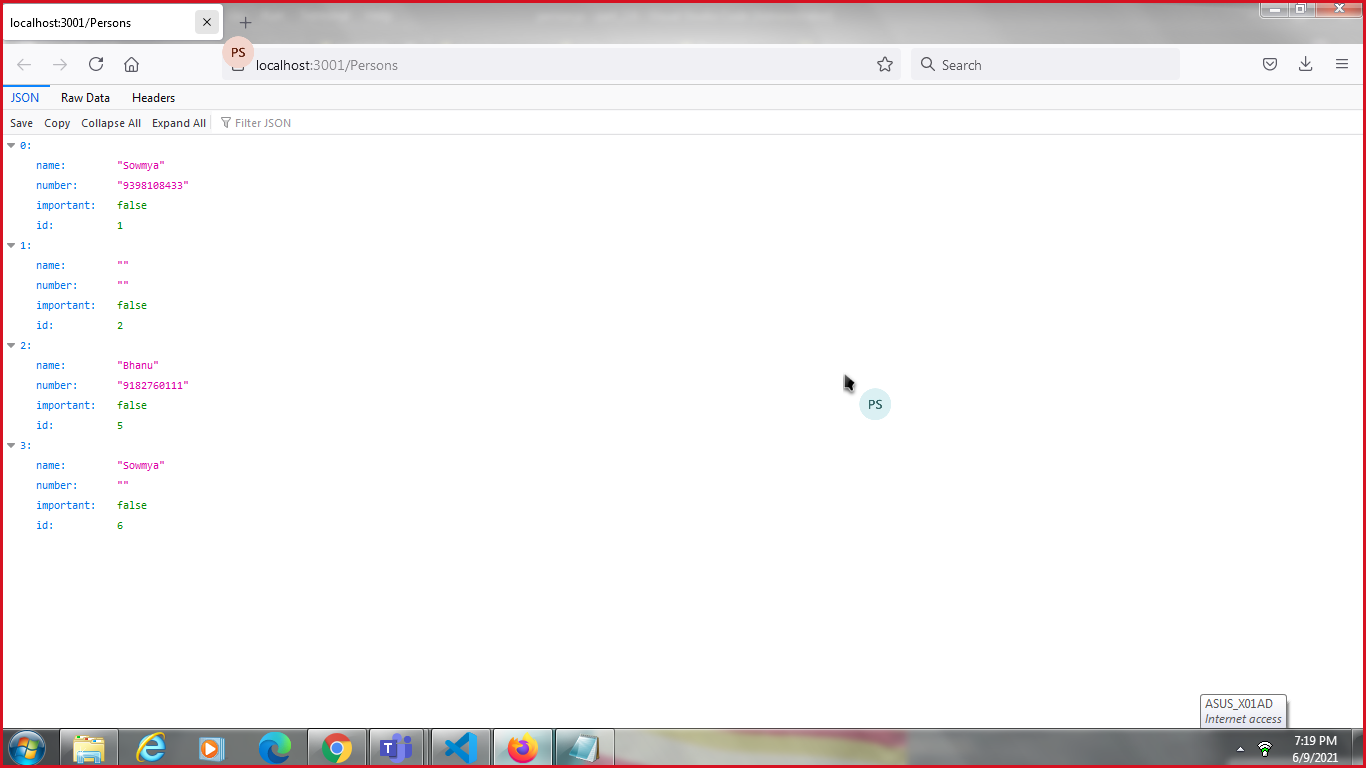 localhost:3001/Persons
PS
localhost:3001/Persons
Search
JSON Raw Data Headers
Save Copy Collapse All Expand All Filter JSON
0:
name: "Sowmya"
number: "9398108433"
important: false
id: 1
1:
name: ""
number: ""
important: false
id: 2
2:
name: "Bhanu"
number: "9182760111"
important: false
id: 5
3:
name: "Sowmya"
number: ""
important: false
id: 6
PS
ASUS_X01AD
Internet access
7:19 PM
6/9/2021